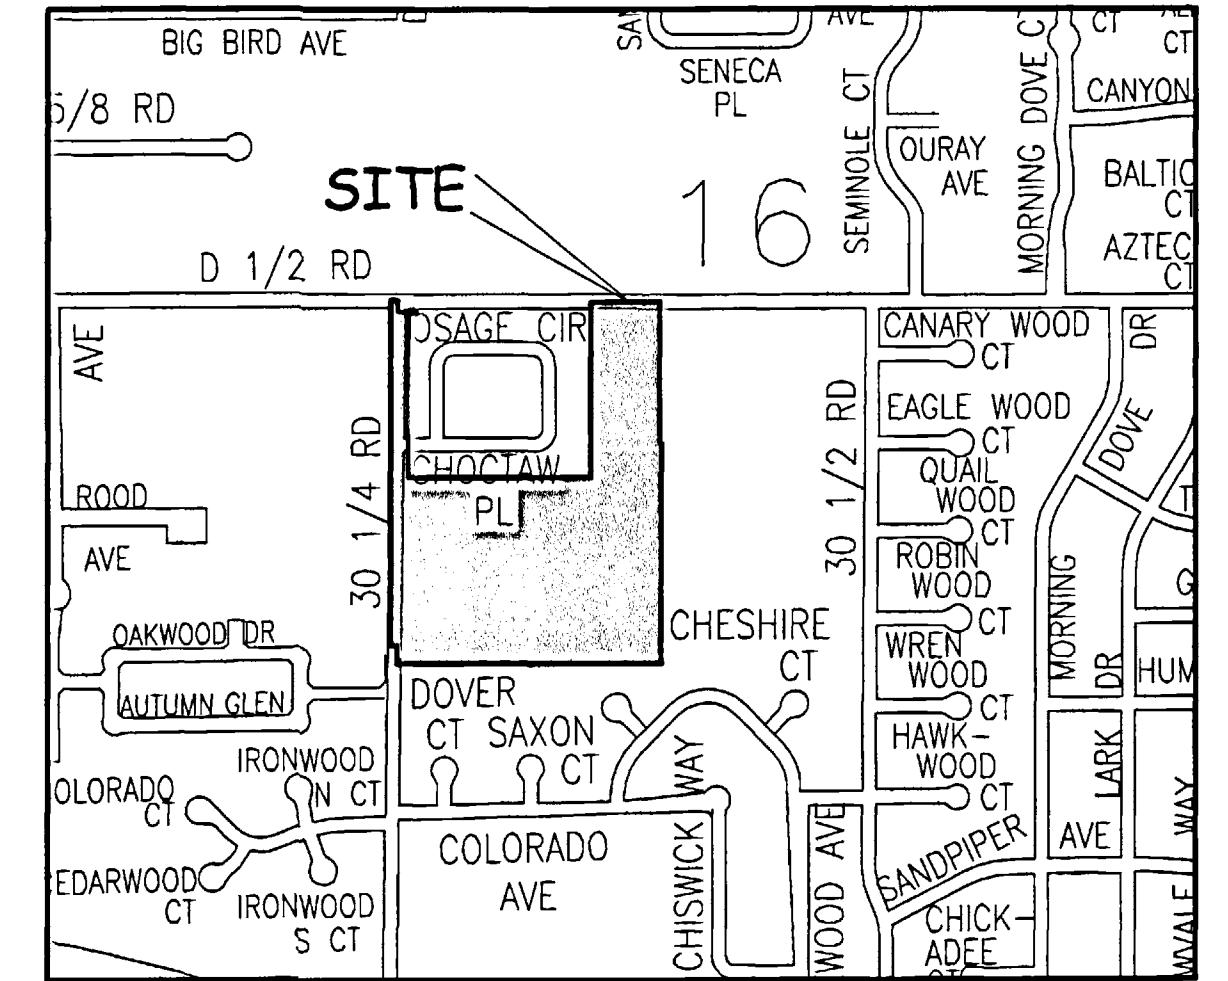 BIG BIRD AVE
AVE
CT
CT
SENECA
PL
CANYON
5/8 RD
SEMINOLE CT
MORNING DOVE C
OURAY
AVE
SITE
16
BALTIC
CT
AZTEC
CT
D 1/2 RD
AVE
OSAGE CIR
CANARY WOOD
CT
DR
30 1/4 RD
30 1/2 RD
EAGLE WOOD
CT
DOVE
CHOCTAW
PL
QUAIL
WOOD
CT
ROOD
AVE
ROBIN
WOOD
CT
MORNING
DR
OAKWOOD DR
CHESHIRE
CT
WREN
WOOD
CT
HUM
AUTUMN GLEN
DOVER
CT
SAXON
CT
WAY
HAWK-
WOOD
CT
LARK
WAY
IRONWOOD
N CT
OLORADO
CT
COLORADO
AVE
CHISWICK
WOOD AVE
SANDPIPER
AVE
EDARWOOD
CT
IRONWOOD
S CT
CHICK-
ADEE
CT
WVALE